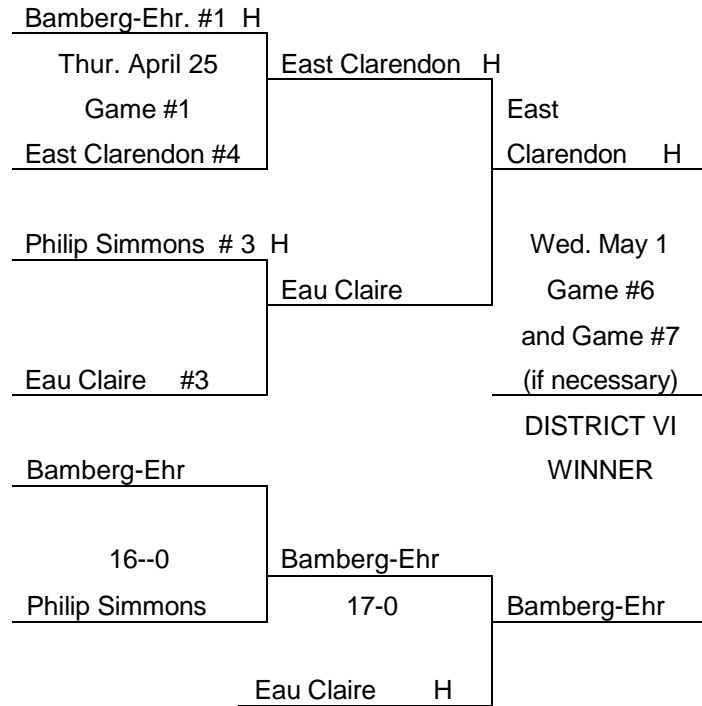 Bamberg-Ehr. #1 H
Thur. April 25 East Clarendon H
Game #1 East
East Clarendon #4 Clarendon H
Philip Simmons # 3 H Wed. May 1
Eau Claire Game #6
and Game #7
Eau Claire #3 (if necessary)
DISTRICT VI
Bamberg-Ehr WINNER
16--0 Bamberg-Ehr
Philip Simmons 17-0 Bamberg-Ehr
Eau Claire H